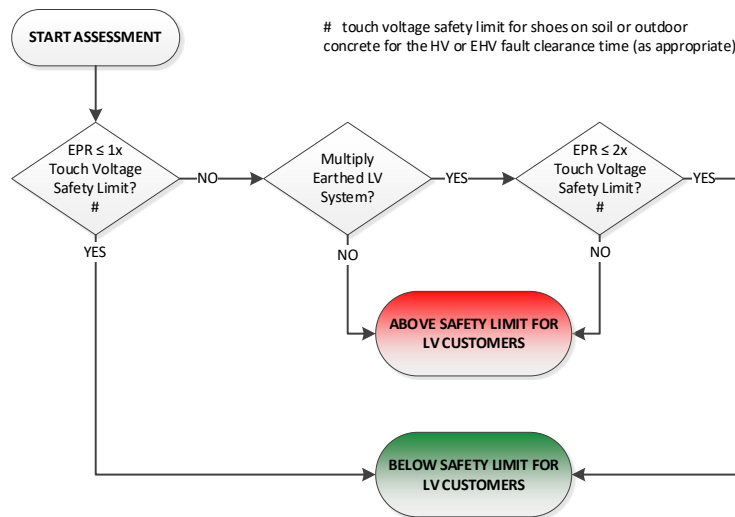 START ASSESSMENT
# touch voltage safety limit for shoes on soil or outdoor
concrete for the HV or EHV fault clearance time (as appropriate)
EPR ≤ 1x
Touch Voltage
Safety Limit?
#
NO
Multiply
Earthed LV
System?
YES
EPR ≤ 2x
Touch Voltage
Safety Limit?
#
YES
YES
NO
NO
ABOVE SAFETY LIMIT FOR
LV CUSTOMERS
BELOW SAFETY LIMIT FOR
LV CUSTOMERS